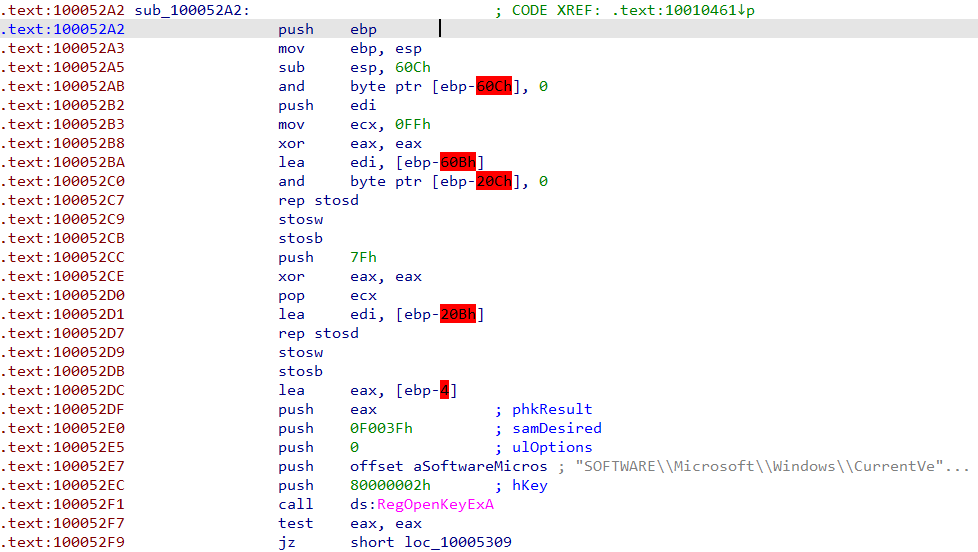 .text:100052A2 sub_100052A2: ; CODE XREF: .text:10010461↓p
.text:100052A2 push ebp
.text:100052A3 mov ebp, esp
.text:100052A5 sub esp, 60Ch
.text:100052AB and byte ptr [ebp-60Ch], 0
.text:100052B2 push edi
.text:100052B3 mov ecx, 0FFh
.text:100052B8 xor eax, eax
.text:100052BA lea edi, [ebp-60Bh]
.text:100052C0 and byte ptr [ebp-20Ch], 0
.text:100052C7 rep stosd
.text:100052C9 stosw
.text:100052CB stosb
.text:100052CC push 7Fh
.text:100052CE xor eax, eax
.text:100052D0 pop ecx
.text:100052D1 lea edi, [ebp-20Bh]
.text:100052D7 rep stosd
.text:100052D9 stosw
.text:100052DB stosb
.text:100052DC lea eax, [ebp-4]
.text:100052DF push eax ; phkResult
.text:100052E0 push 0F003Fh ; samDesired
.text:100052E5 push 0 ; ulOptions
.text:100052E7 push offset aSoftwareMicros ; "SOFTWARE\\Microsoft\\Windows\\CurrentVe"...
.text:100052EC push 80000002h ; hKey
.text:100052F1 call ds:RegOpenKeyExA
.text:100052F7 test eax, eax
.text:100052F9 jz short loc_10005309